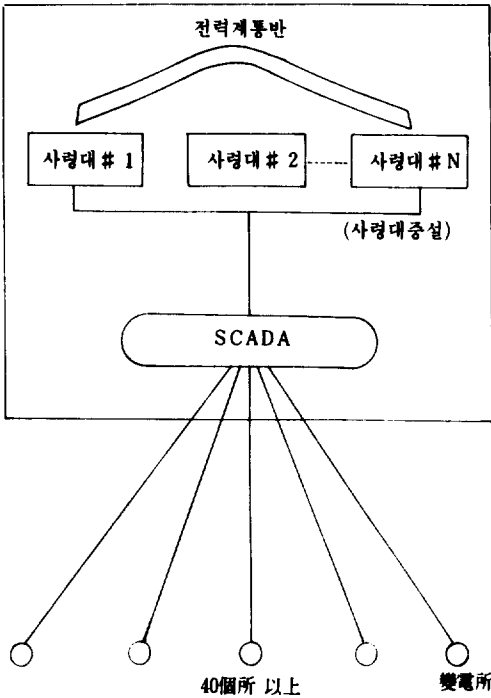 전력계통반
사령대 # 1
사령대 # 2
사령대 # N
(사령대증설)
SCADA
40個所 以上
變電所